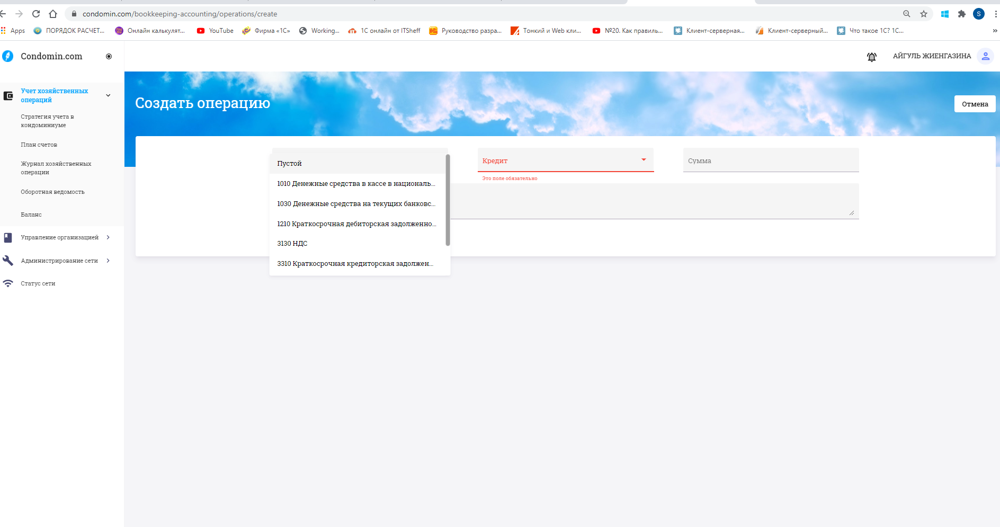 condomin.com/bookkeeping-accounting/operations/create
S
Apps
ПОРЯДОК РАСЧЕТ...
Онлайн калькулят...
YouTube
Фирма «1С»
Working...
1С онлайн от ITSheff
Руководство разра...
Тонкий и Web кли...
№20. Как правиль...
Клиент-серверная...
Клиент-серверный...
Что такое 1С? 1С...
»
Condomin.com
АЙГУЛЬ ЖИЕНГАЗИНА
Учет хозяйственных
операций
Стратегия учета в
кондоминиуме
План счетов
Журнал хозяйственных
операции
Оборотная ведомость
Баланс
Управление организацией
Администрирование сети
Статус сети
Создать операцию
Отмена
Пустой
1010 Денежные средства в кассе в националь...
1030 Денежные средства на текущих банковс...
1210 Краткосрочная дебиторская задолженно...
3130 НДС
3310 Краткосрочная кредиторская задолжен...
Кредит
Это поле обязательно
Сумма